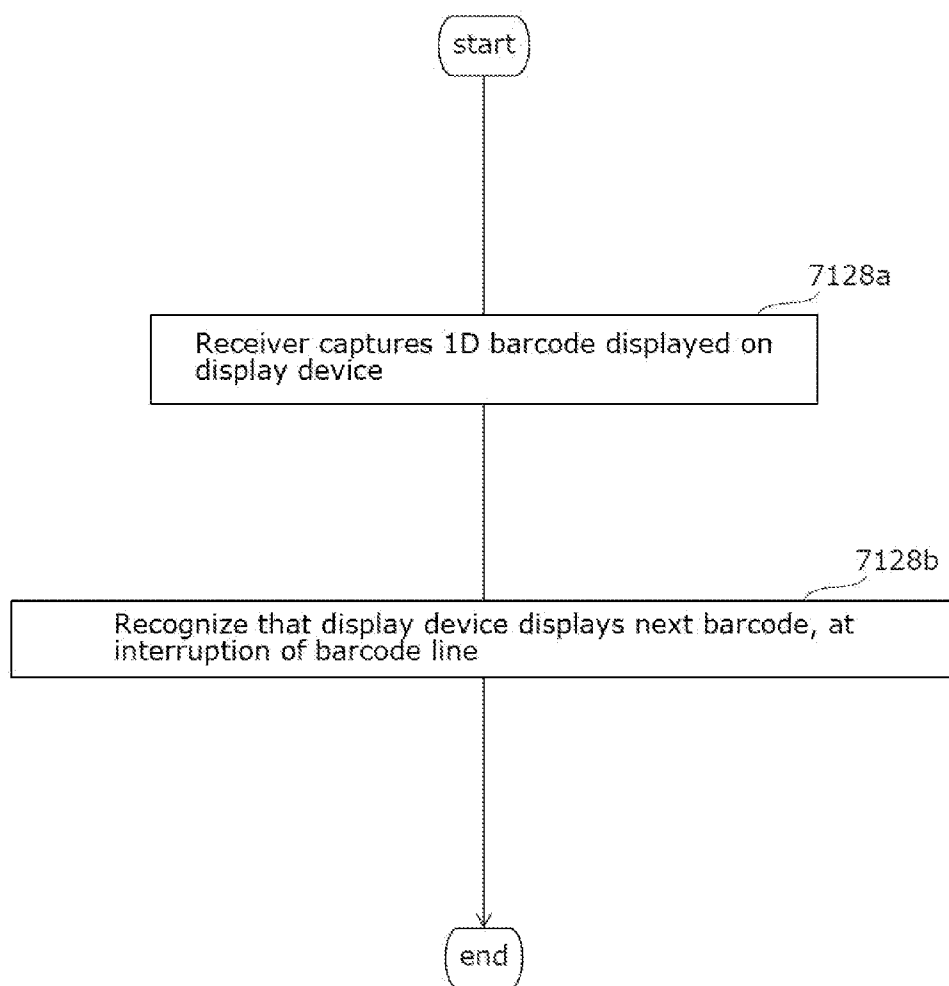 start
7128a
Receiver captures 1D barcode displayed on
display device
7128b
Recognize that display device displays next barcode, at
interruption of barcode line
end